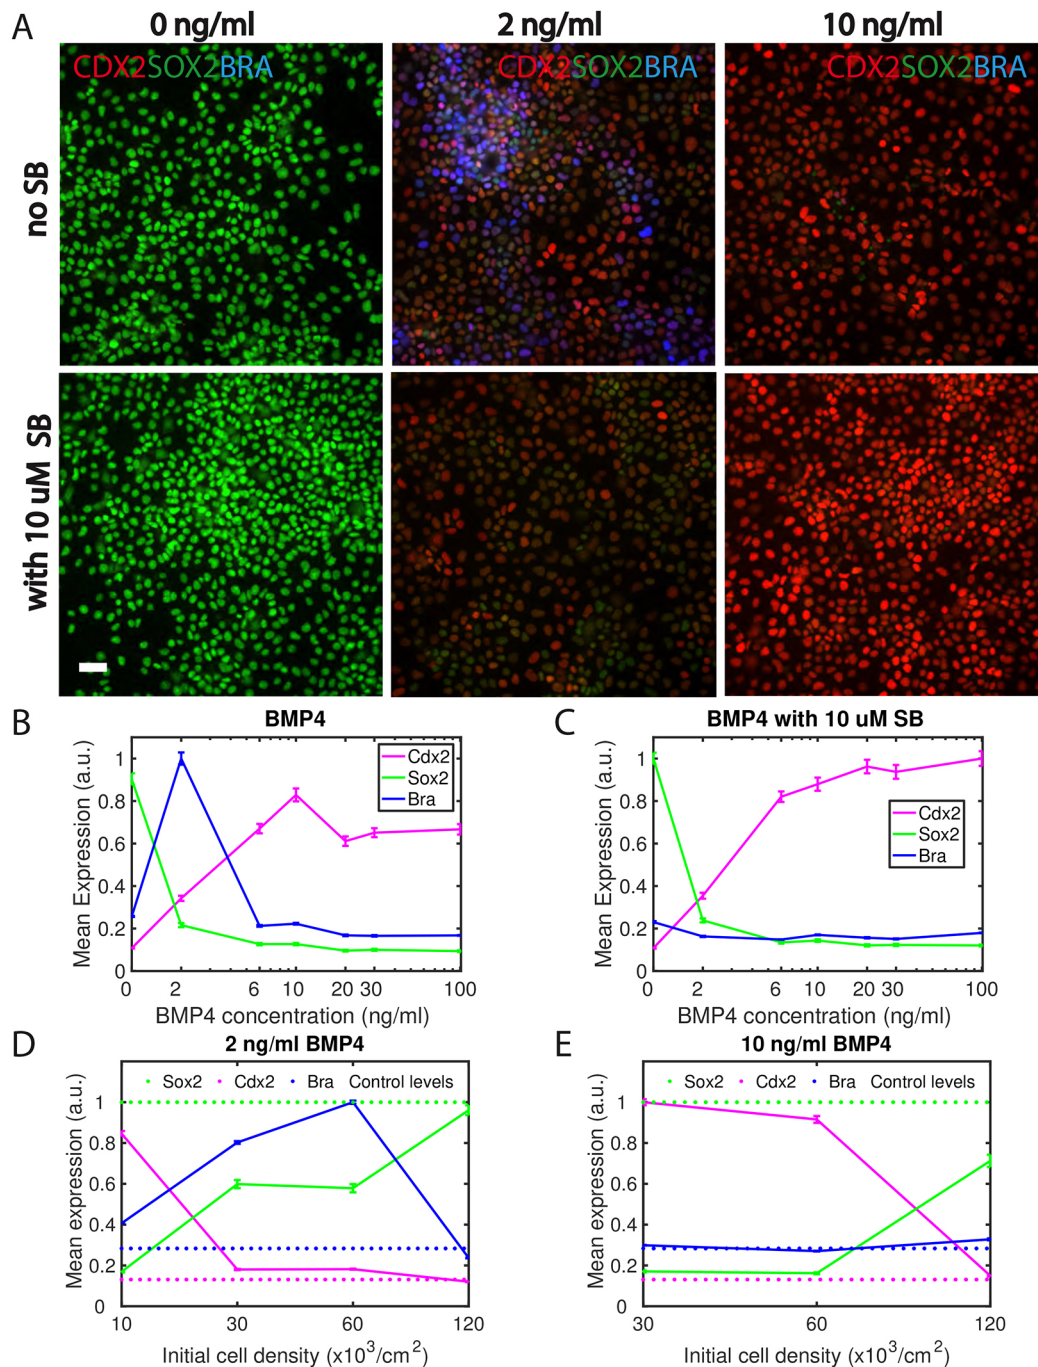 A
0 ng/ml
2 ng/ml
10 ng/ml
no SB
CDX2SOX2BRA
CDX2SOX2BRA
CDX2SOX2BRA
with 10 uM SB
B
BMP4
Mean Expression (a.u.)
1
0.8
0.6
0.4
0.2
0
Cdx2
Sox2
Bra
0 2 6 10 20 30 100
BMP4 concentration (ng/ml)
C
BMP4 with 10 uM SB
Mean Expression (a.u.)
1
0.8
0.6
0.4
0.2
0
Cdx2
Sox2
Bra
0 2 6 10 20 30 100
BMP4 concentration (ng/ml)
D
2 ng/ml BMP4
Sox2 Cdx2 Bra Control levels
Mean expression (a.u.)
1
0.8
0.6
0.4
0.2
0
10 30 60 120
Initial cell density (x10³/cm²)
E
10 ng/ml BMP4
Sox2 Cdx2 Bra Control levels
Mean expression (a.u.)
1
0.8
0.6
0.4
0.2
0
30 60 120
Initial cell density (x10³/cm²)